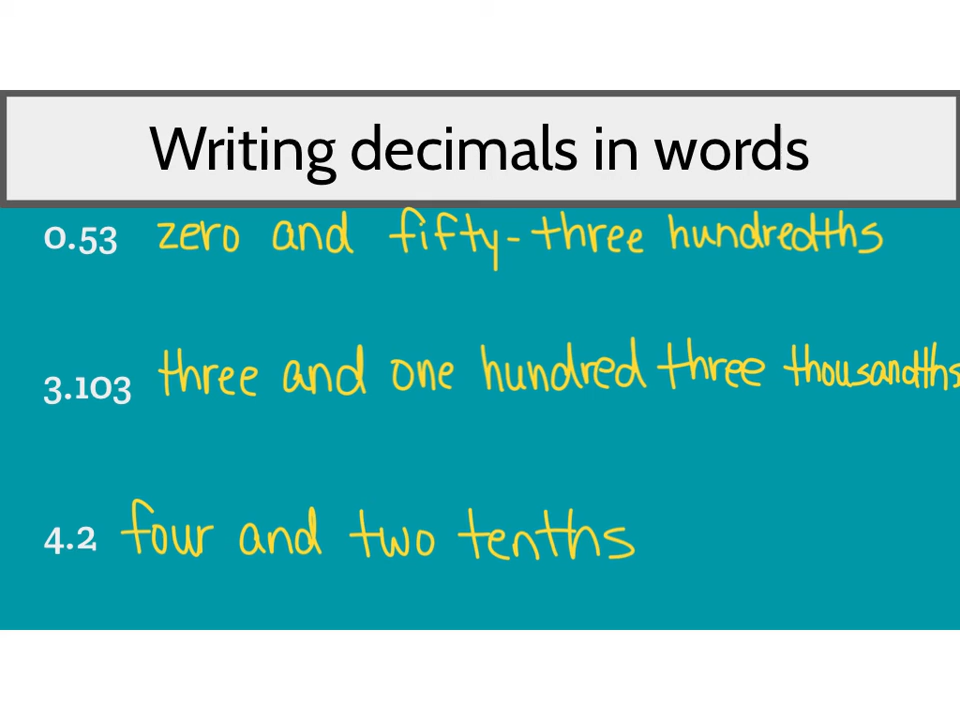 Writing decimals in words
0.53 zero and fifty-three hundredths
3.103 three and one hundred three thousandths
4.2 four and two tenths